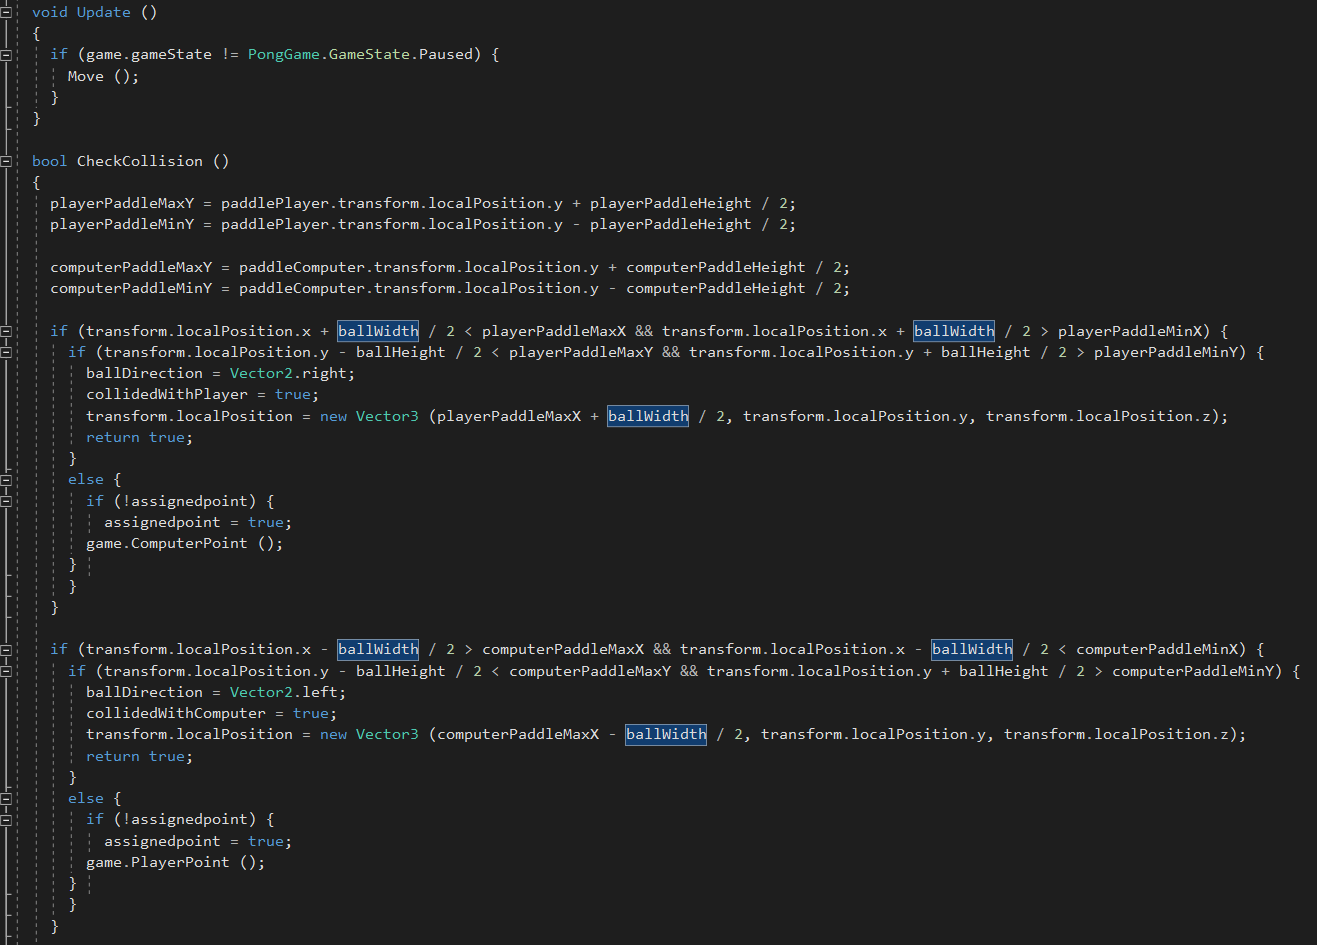 void Update ()
{
if (game.gameState != PongGame.GameState.Paused) {
Move ();
}
}
bool CheckCollision ()
{
playerPaddleMaxY = paddlePlayer.transform.localPosition.y + playerPaddleHeight / 2;
playerPaddleMinY = paddlePlayer.transform.localPosition.y - playerPaddleHeight / 2;
computerPaddleMaxY = paddleComputer.transform.localPosition.y + computerPaddleHeight / 2;
computerPaddleMinY = paddleComputer.transform.localPosition.y - computerPaddleHeight / 2;
if (transform.localPosition.x + ballWidth / 2 < playerPaddleMaxX && transform.localPosition.x + ballWidth / 2 > playerPaddleMinX) {
if (transform.localPosition.y - ballHeight / 2 < playerPaddleMaxY && transform.localPosition.y + ballHeight / 2 > playerPaddleMinY) {
ballDirection = Vector2.right;
collidedWithPlayer = true;
transform.localPosition = new Vector3 (playerPaddleMaxX + ballWidth / 2, transform.localPosition.y, transform.localPosition.z);
return true;
}
else {
if (!assignedpoint) {
assignedpoint = true;
game.ComputerPoint ();
}
}
}
if (transform.localPosition.x - ballWidth / 2 > computerPaddleMaxX && transform.localPosition.x - ballWidth / 2 < computerPaddleMinX) {
if (transform.localPosition.y - ballHeight / 2 < computerPaddleMaxY && transform.localPosition.y + ballHeight / 2 > computerPaddleMinY) {
ballDirection = Vector2.left;
collidedWithComputer = true;
transform.localPosition = new Vector3 (computerPaddleMaxX - ballWidth / 2, transform.localPosition.y, transform.localPosition.z);
return true;
}
else {
if (!assignedpoint) {
assignedpoint = true;
game.PlayerPoint ();
}
}
}